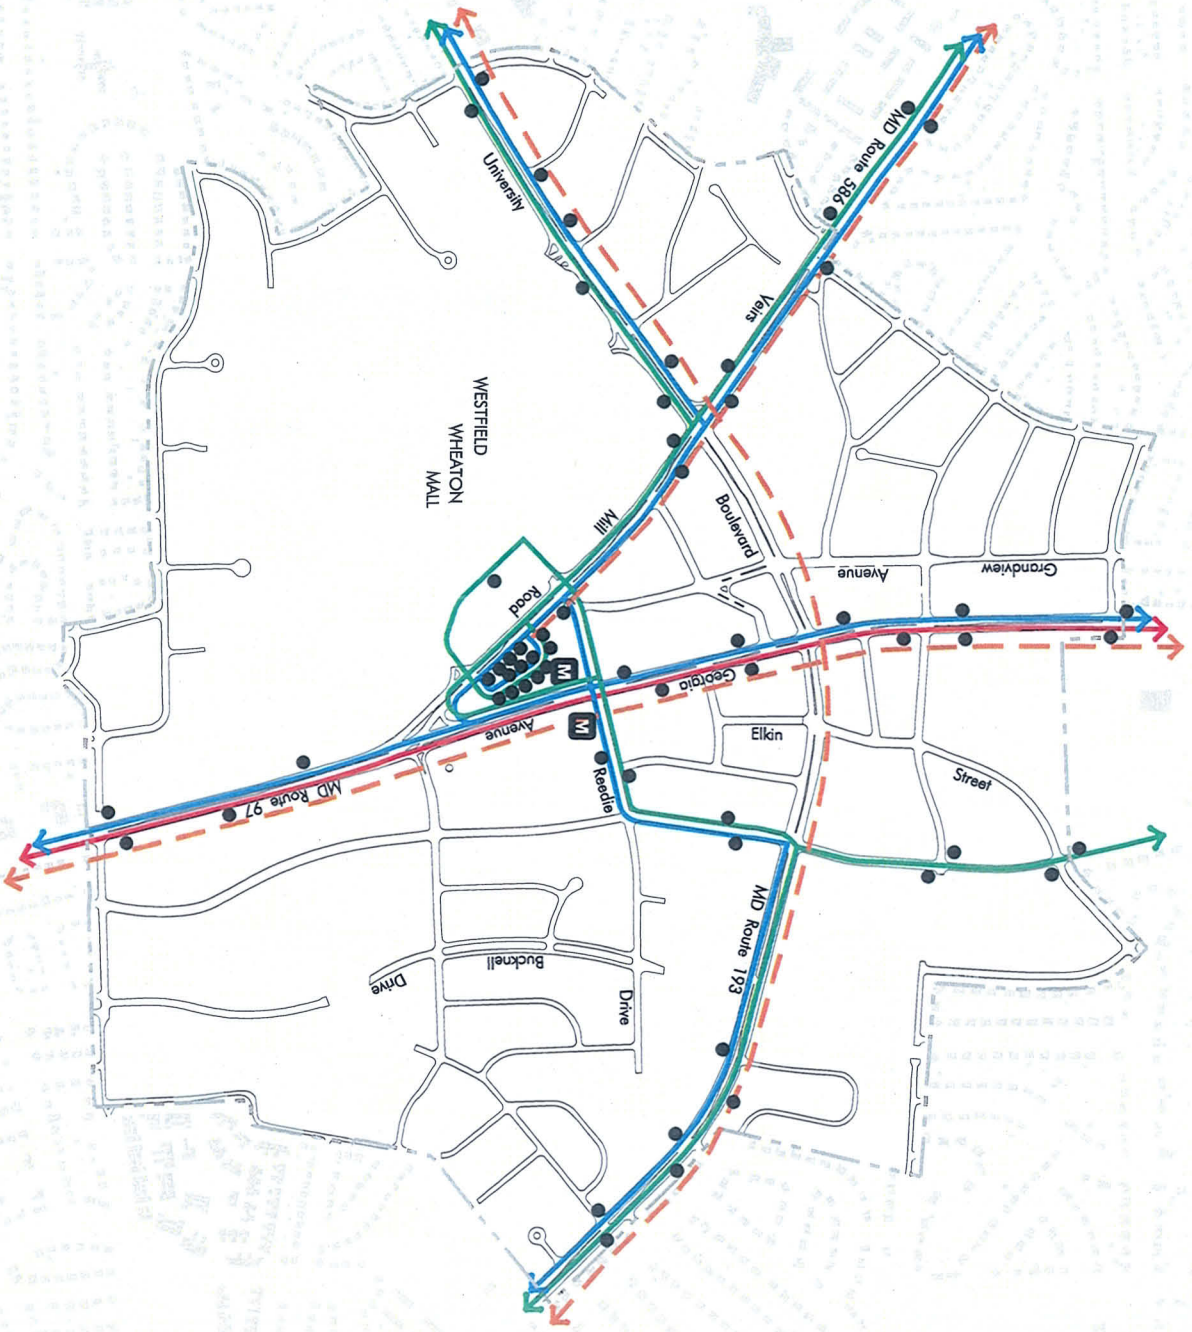 MD Route 586
University
Veirs
WESTFIELD
WHEATON
MALL
Boulevard
Mill
Road
Avenue
Grandview
M
Georgia
M
Avenue
Elkin
Street
MD Route 97
Reedie
MD Route 193
Bucknell
Drive
Drive